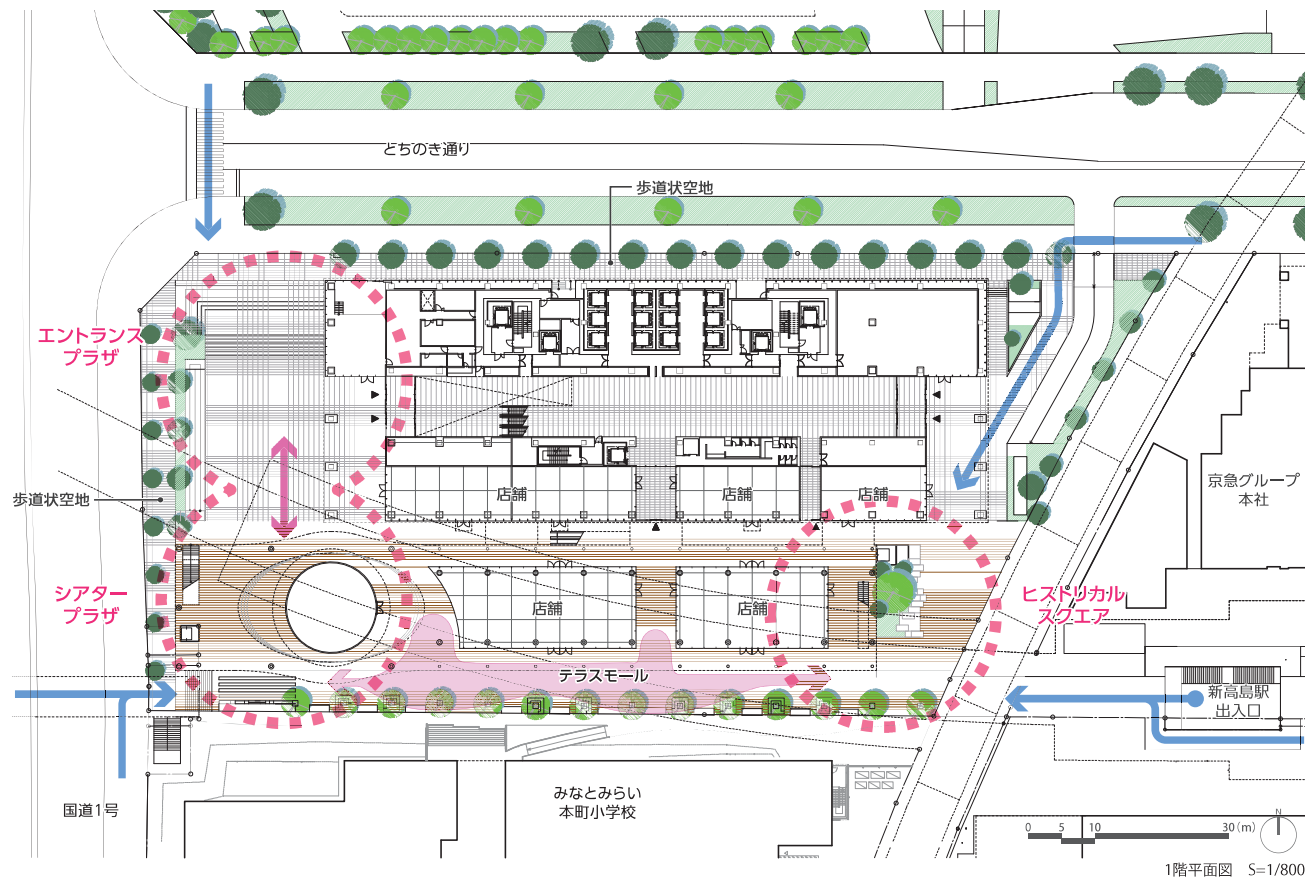 とちのき通り
歩道状空地
エントランス
プラザ
歩道状空地
店舗
店舗
店舗
京急グループ
本社
シアター
プラザ
店舗
店舗
ヒストリカル
スクエア
テラスモール
新高島駅
出入口
国道1号
みなとみらい
本町小学校
0 5 10 30(m)
N
1階平面図 S=1/800